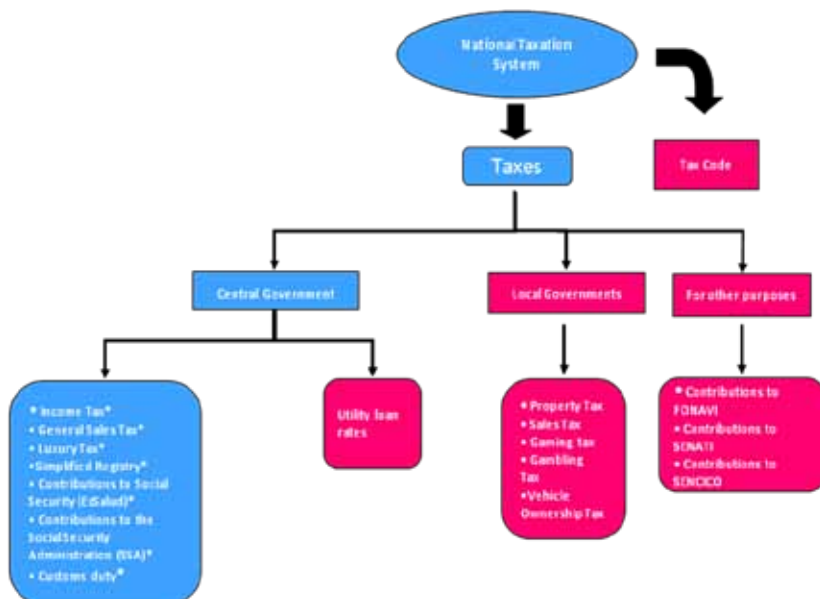 National Taxation
System
Taxes
Tax Code
Central Government
Local Governments
For other purposes
• Income Tax*
• General Sales Tax*
• Luxury Tax*
•Simplified Registry*
• Contributions to Social
Security (EdSalud)*
• Contributions to the
Social Security
Administration (SSA)*
• Customs duty*
Utility loan
rates
• Property Tax
• Sales Tax
• Gaming tax
• Gambling
Tax
• Vehicle
Ownership Tax
• Contributions to
FONAVI
• Contributions to
SENATI
• Contributions to
SENCICO